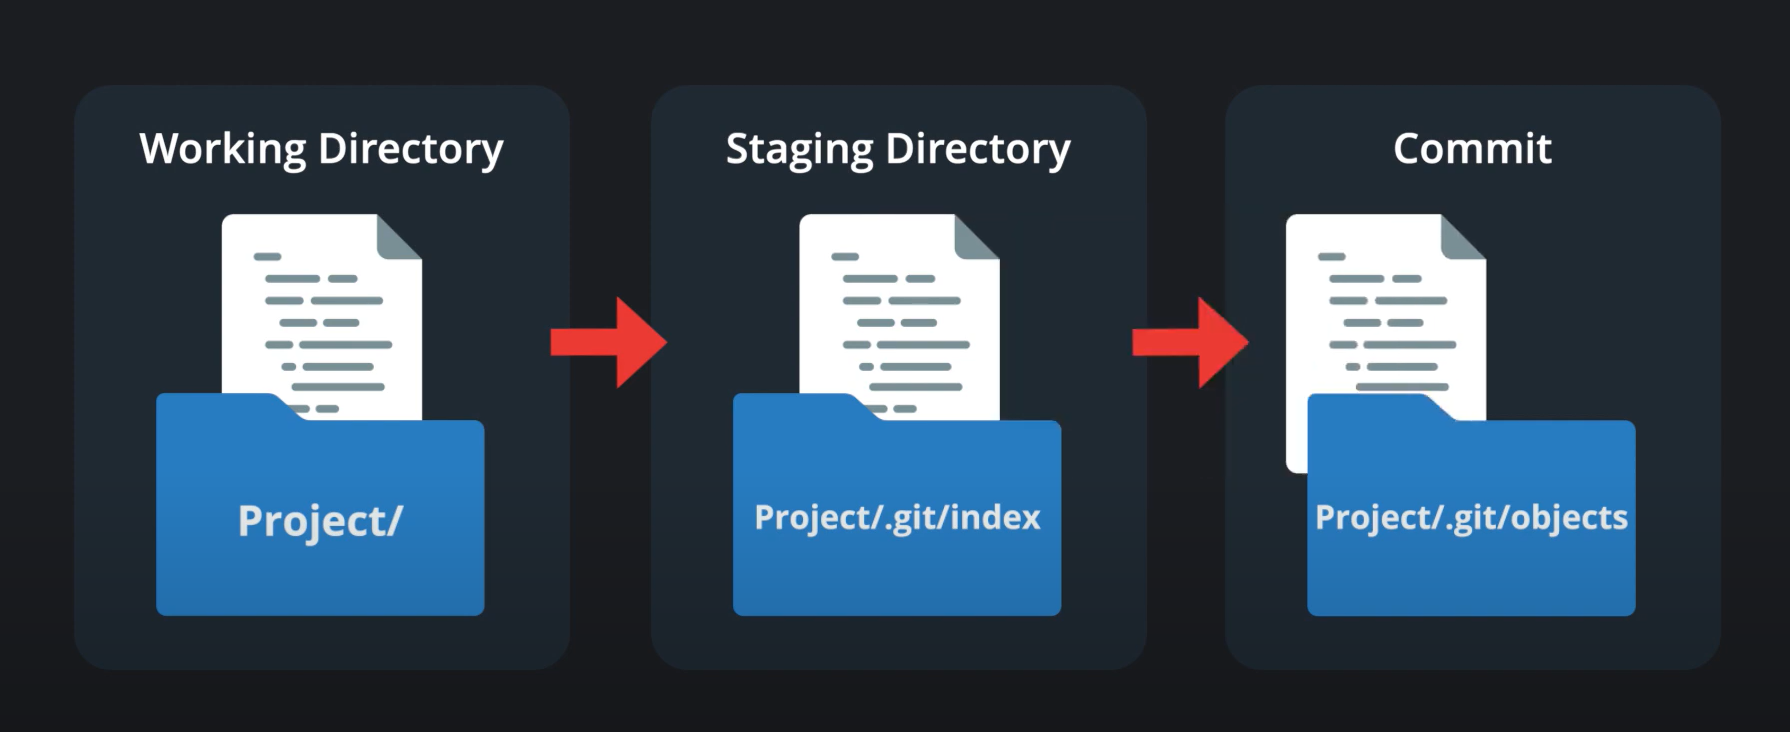 Working Directory
Staging Directory
Commit
Project/
Project/.git/index
Project/.git/objects